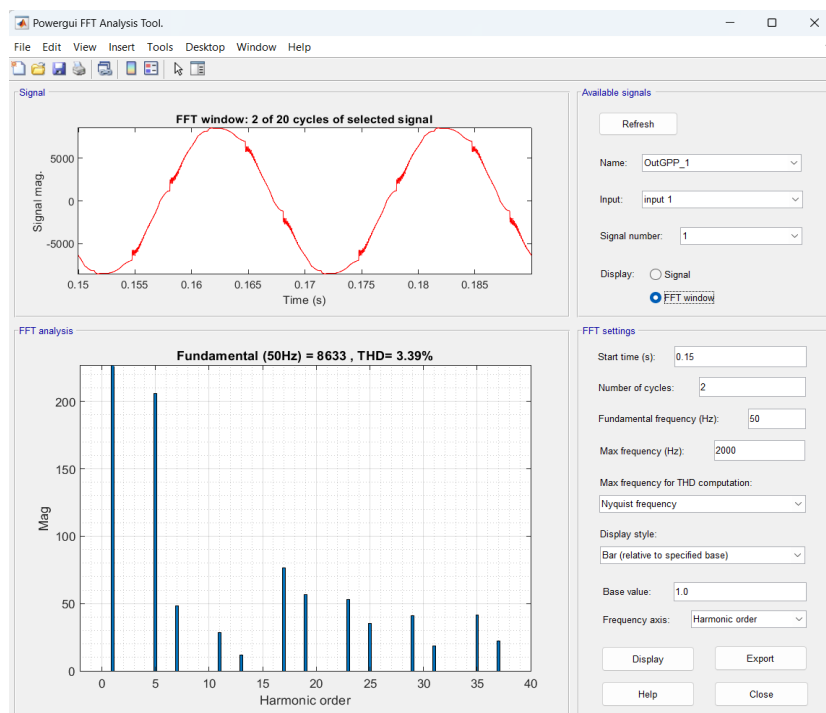 Powergui FFT Analysis Tool.
File Edit View Insert Tools Desktop Window Help
Signal
FFT window: 2 of 20 cycles of selected signal
5000
0
-5000
Signal mag.
0.15 0.155 0.16 0.165 0.17 0.175 0.18 0.185
Time (s)
Available signals
Refresh
Name: OutGPP_1
Input: input 1
Signal number: 1
Display: Signal
FFT window
FFT analysis
Fundamental (50Hz) = 8633 , THD= 3.39%
200
150
100
50
0
Mag
0 5 10 15 20 25 30 35 40
Harmonic order
FFT settings
Start time (s): 0.15
Number of cycles: 2
Fundamental frequency (Hz): 50
Max frequency (Hz): 2000
Max frequency for THD computation:
Nyquist frequency
Display style:
Bar (relative to specified base)
Base value: 1.0
Frequency axis: Harmonic order
Display Export
Help Close